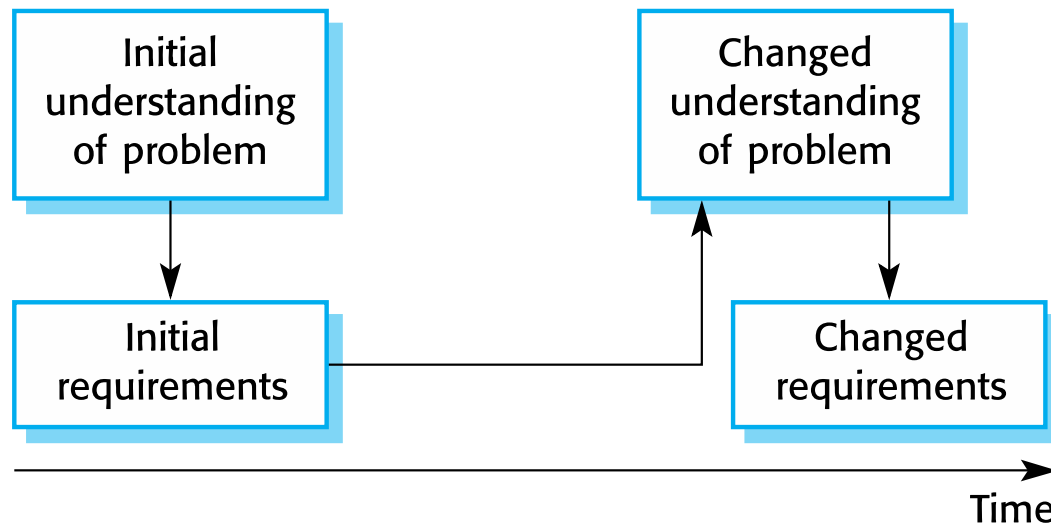 Initial
understanding
of problem
Changed
understanding
of problem
Initial
requirements
Changed
requirements
Time